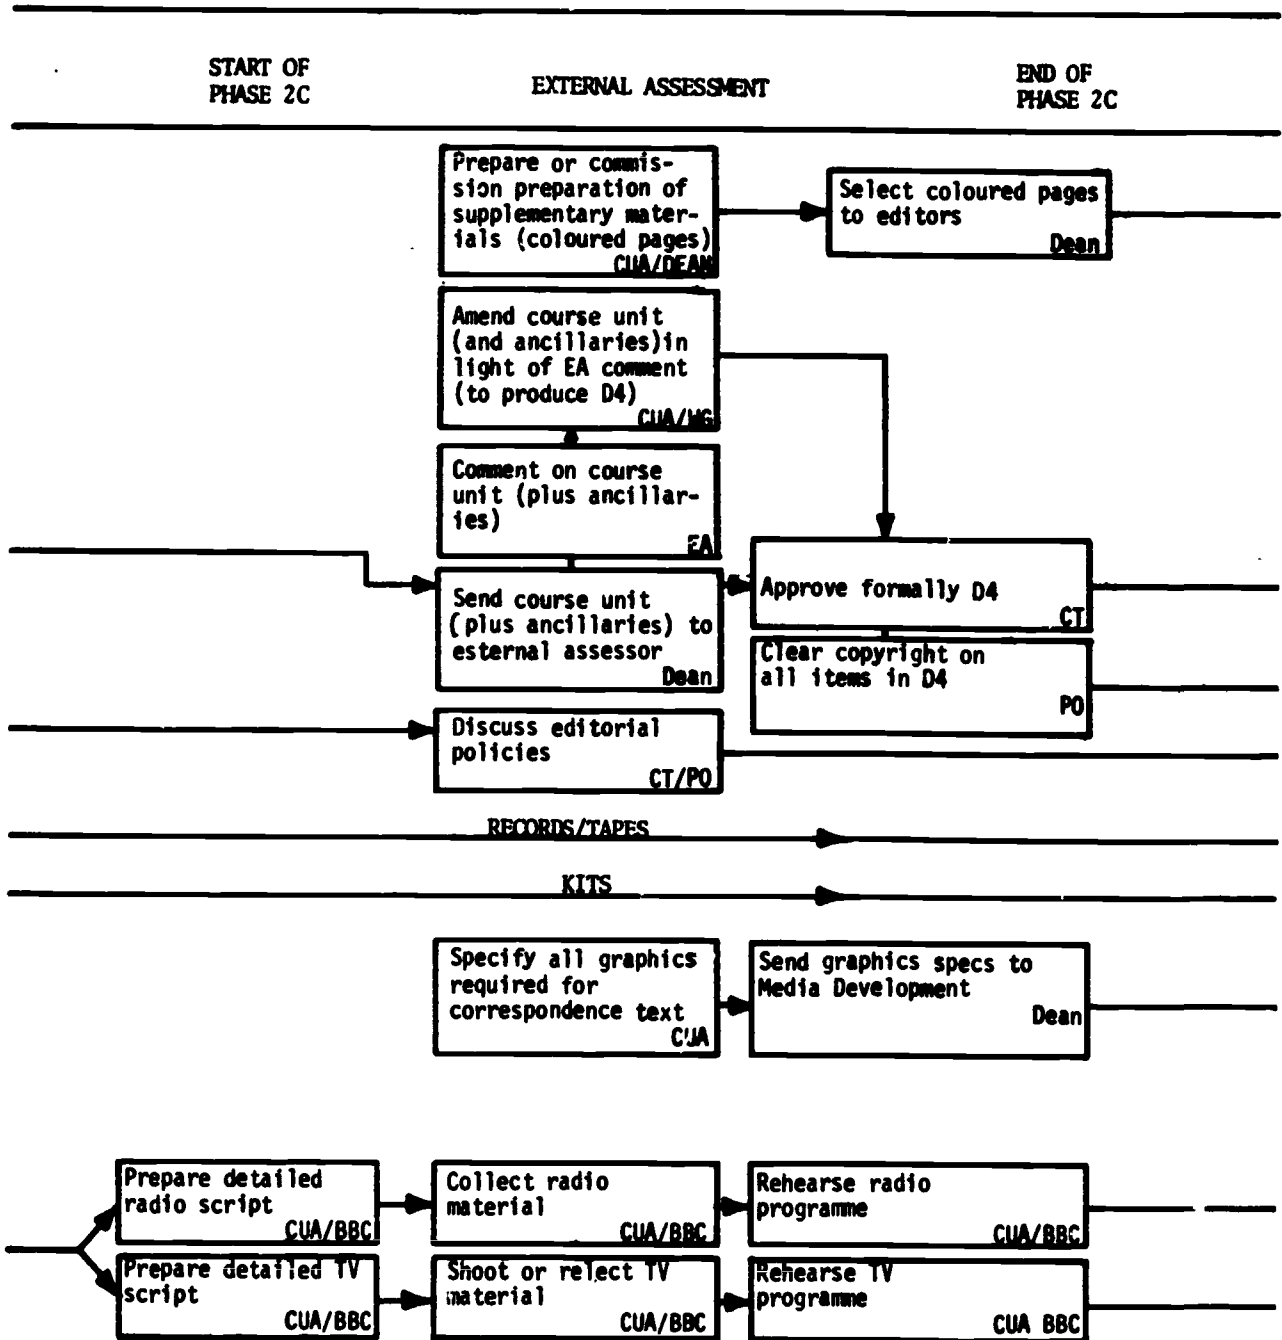 START OF
PHASE 2C
EXTERNAL ASSESSMENT
END OF
PHASE 2C
Prepare or commis-
sion preparation of
supplementary mater-
ials (coloured pages)
CUA/DEAN
Select coloured pages
to editors
Dean
Amend course unit
(and ancillaries)in
light of EA comment
(to produce D4)
CUA/WG
Comment on course
unit (plus ancillar-
ies)
EA
Send course unit
(plus ancillaries) to
esternal assessor
Dean
Approve formally D4
CT
Clear copyright on
all items in D4
PO
Discuss editorial
policies
CT/PO
RECORDS/TAPES
KITS
Specify all graphics
required for
correspondence text
CUA
Send graphics specs to
Media Development
Dean
Prepare detailed
radio script
CUA/BBC
Collect radio
material
CUA/BBC
Rehearse radio
programme
CUA/BBC
Prepare detailed TV
script
CUA/BBC
Shoot or relect TV
material
CUA/BBC
Rehearse TV
programme
CUA BBC